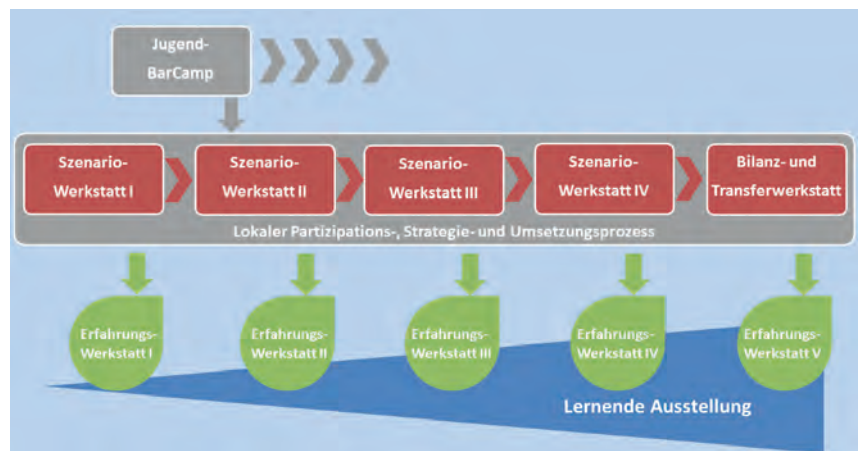 Jugend-
BarCamp
Szenario-
Werkstatt I
Szenario-
Werkstatt II
Szenario-
Werkstatt III
Szenario-
Werkstatt IV
Bilanz- und
Transferwerkstatt
Lokaler Partizipations-, Strategie- und Umsetzungsprozess
Erfahrungs-
Werkstatt I
Erfahrungs-
Werkstatt II
Erfahrungs-
Werkstatt III
Erfahrungs-
Werkstatt IV
Erfahrungs-
Werkstatt V
Lernende Ausstellung